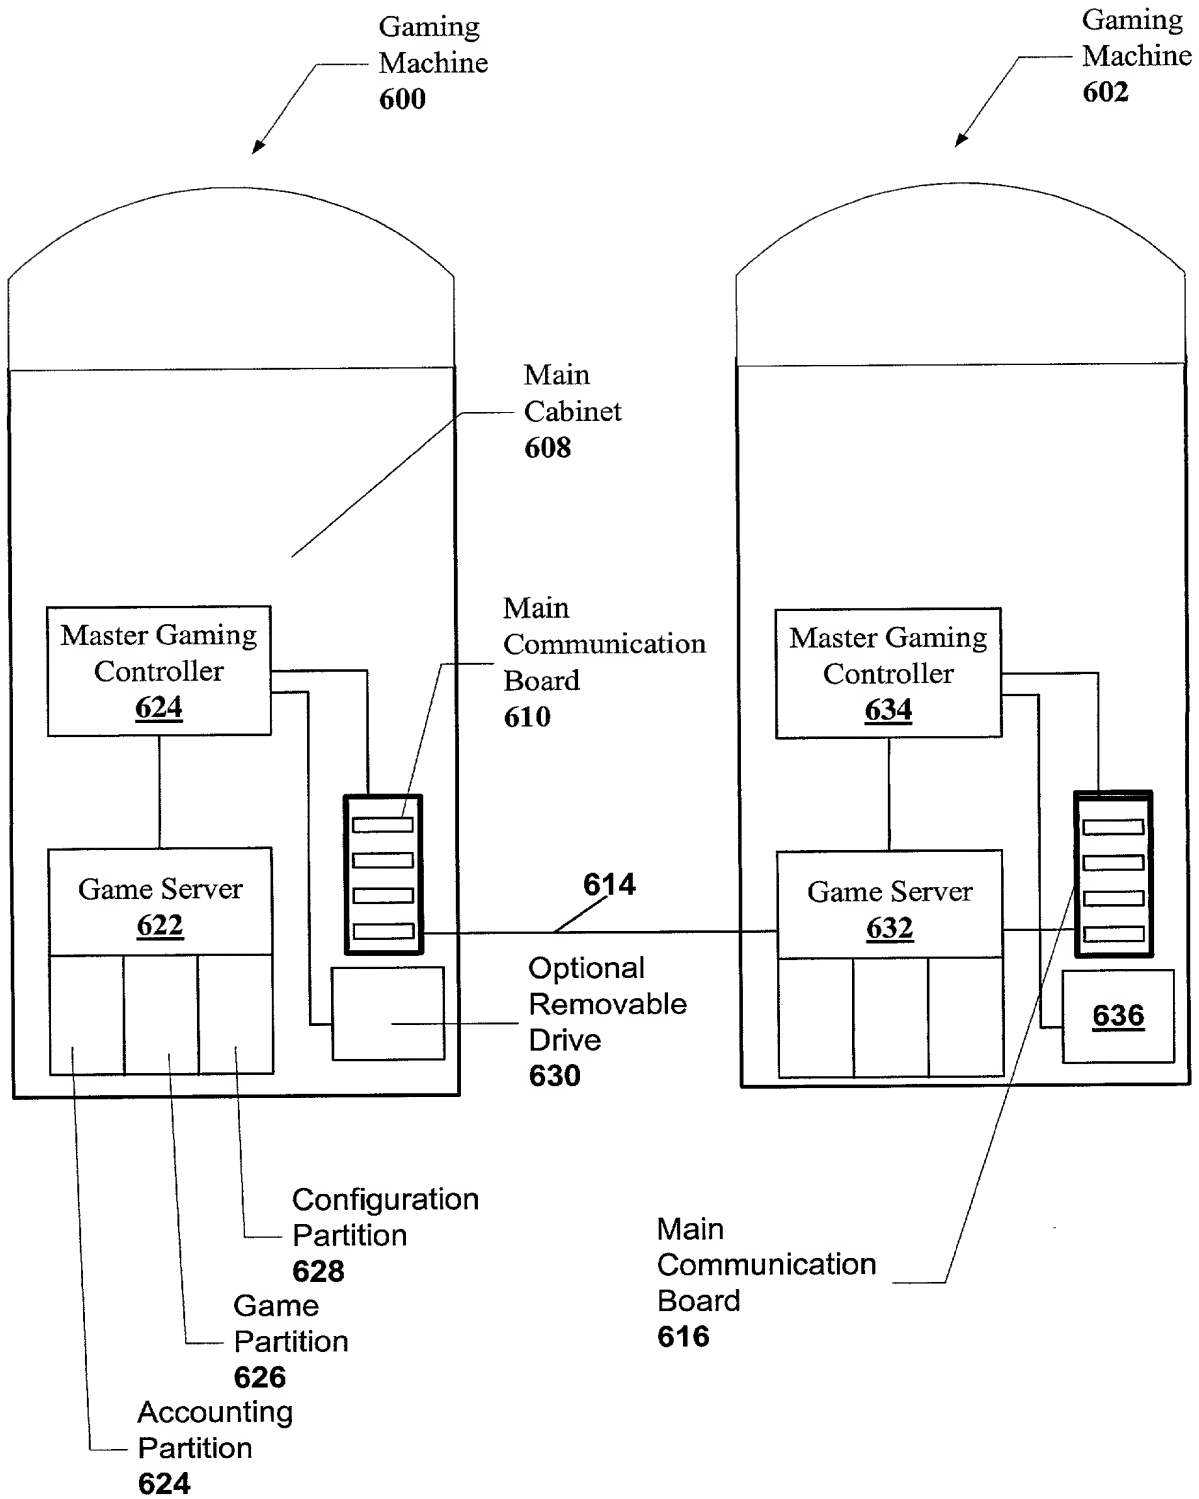 Gaming
Machine
600
Gaming
Machine
602
Main
Cabinet
608
Main
Communication
Board
610
Master Gaming
Controller
624
Master Gaming
Controller
634
Game Server
622
614
Game Server
632
Optional
Removable
Drive
630
636
Configuration
Partition
628
Main
Communication
Board
616
Game
Partition
626
Accounting
Partition
624